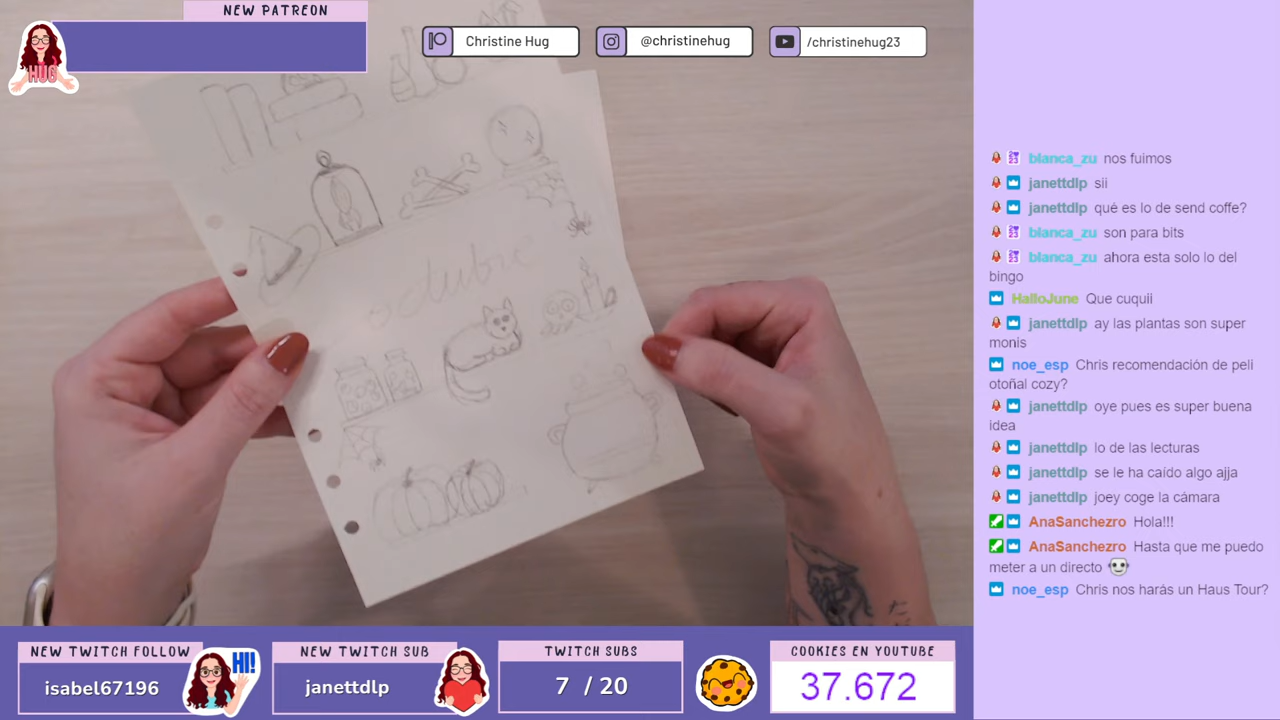 NEW PATREON
HUG
Christine Hug
@christinehug
/christinehug23
octubre
blanca_zu nos fuimos
janettdlp sii
janettdlp qué es lo de send coffe?
blanca_zu son para bits
blanca_zu ahora esta solo lo del
bingo
HalloJune Que cuquii
janettdlp ay las plantas son super
monis
noe_esp Chris recomendación de peli
otoñal cozy?
janettdlp oye pues es super buena
idea
janettdlp lo de las lecturas
janettdlp se le ha caído algo ajja
janettdlp joey coge la cámara
AnaSanchezro Hola!!!
AnaSanchezro Hasta que me puedo
meter a un directo
noe_esp Chris nos harás un Haus Tour?
NEW TWITCH FOLLOW
isabel67196
HI!
NEW TWITCH SUB
janettdlp
TWITCH SUBS
7 / 20
COOKIES EN YOUTUBE
37.672